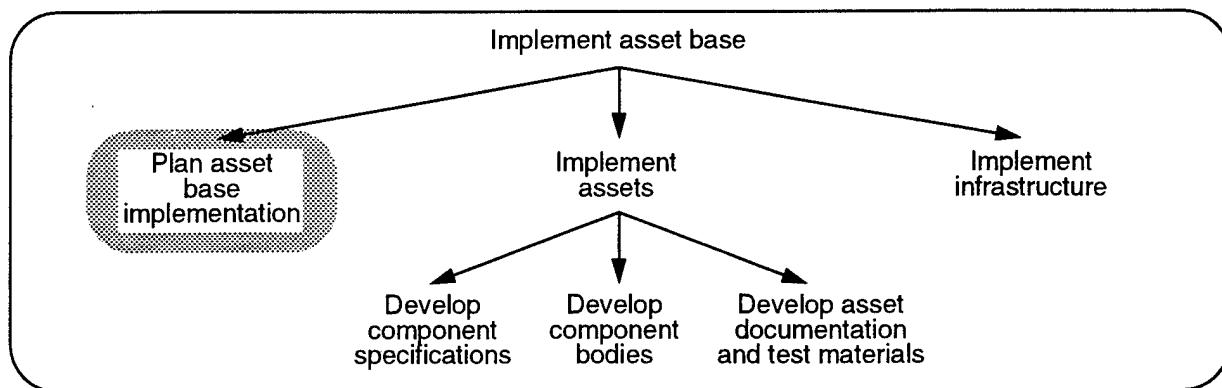 Implement asset base
Plan asset
base
implementation
Implement
assets
Implement
infrastructure
Develop
component
specifications
Develop
component
bodies
Develop asset
documentation
and test materials